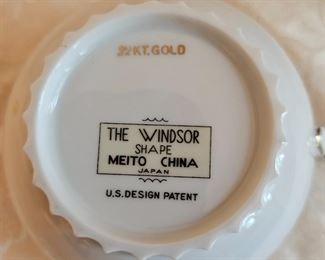 22 KT. GOLD
THE WINDSOR
SHAPE
MEITO CHINA
JAPAN
U.S. DESIGN PATENT